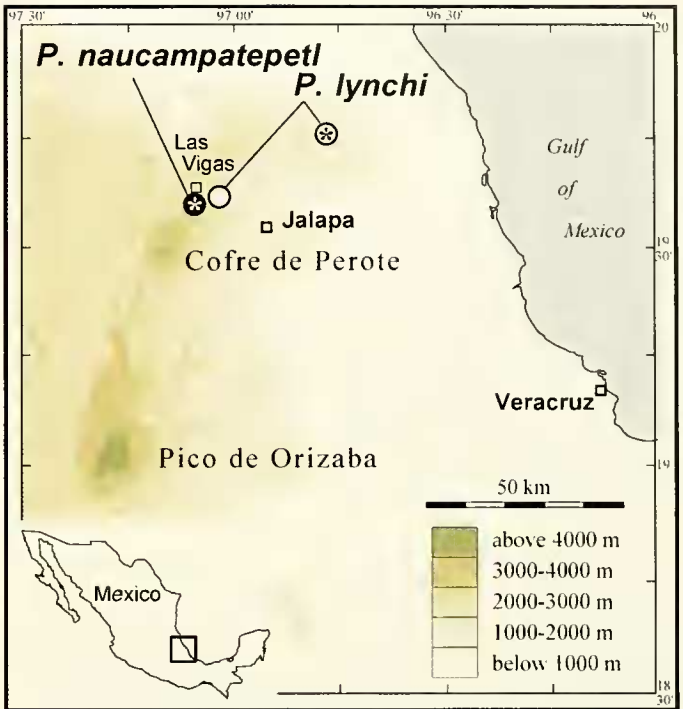 97 30'
97 00'
96 30'
96
20
P. naucampatepetl
P. lynchi
Las
Vigas
Gulf
of
Mexico
Jalapa
19
30'
Cofre de Perote
Veracruz
Pico de Orizaba
19
50 km
above 4000 m
3000-4000 m
2000-3000 m
1000-2000 m
below 1000 m
Mexico
18
30'